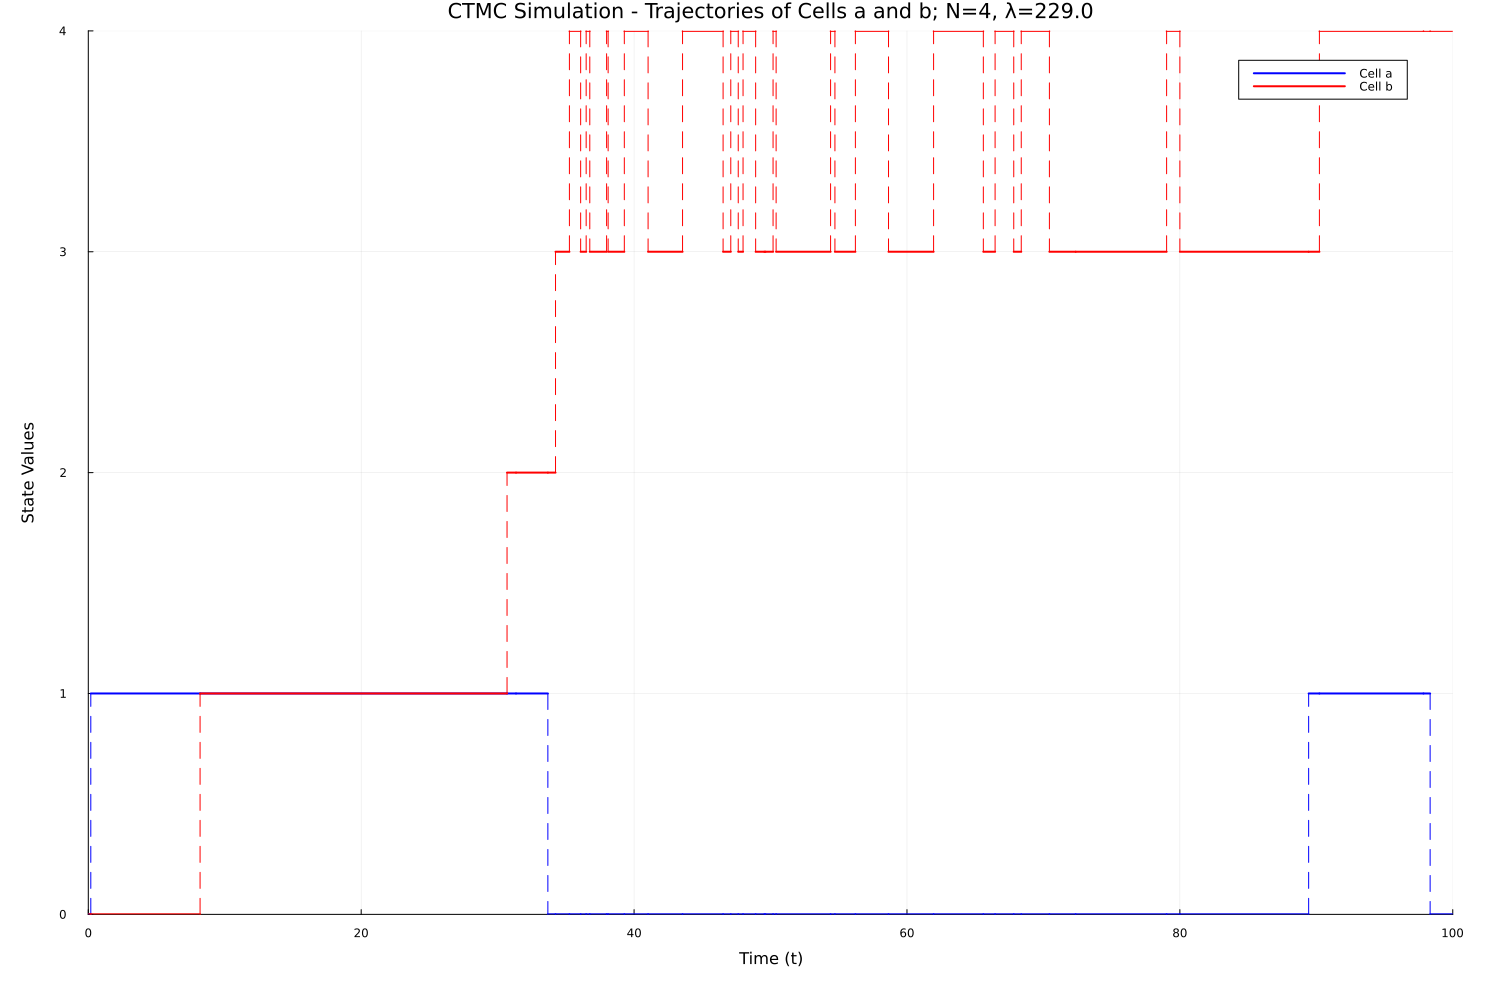 CTMC Simulation - Trajectories of Cells a and b; N=4, λ=229.0
4
Cell a
Cell b
3
State Values
2
1
0
0 20 40 60 80 100
Time (t)